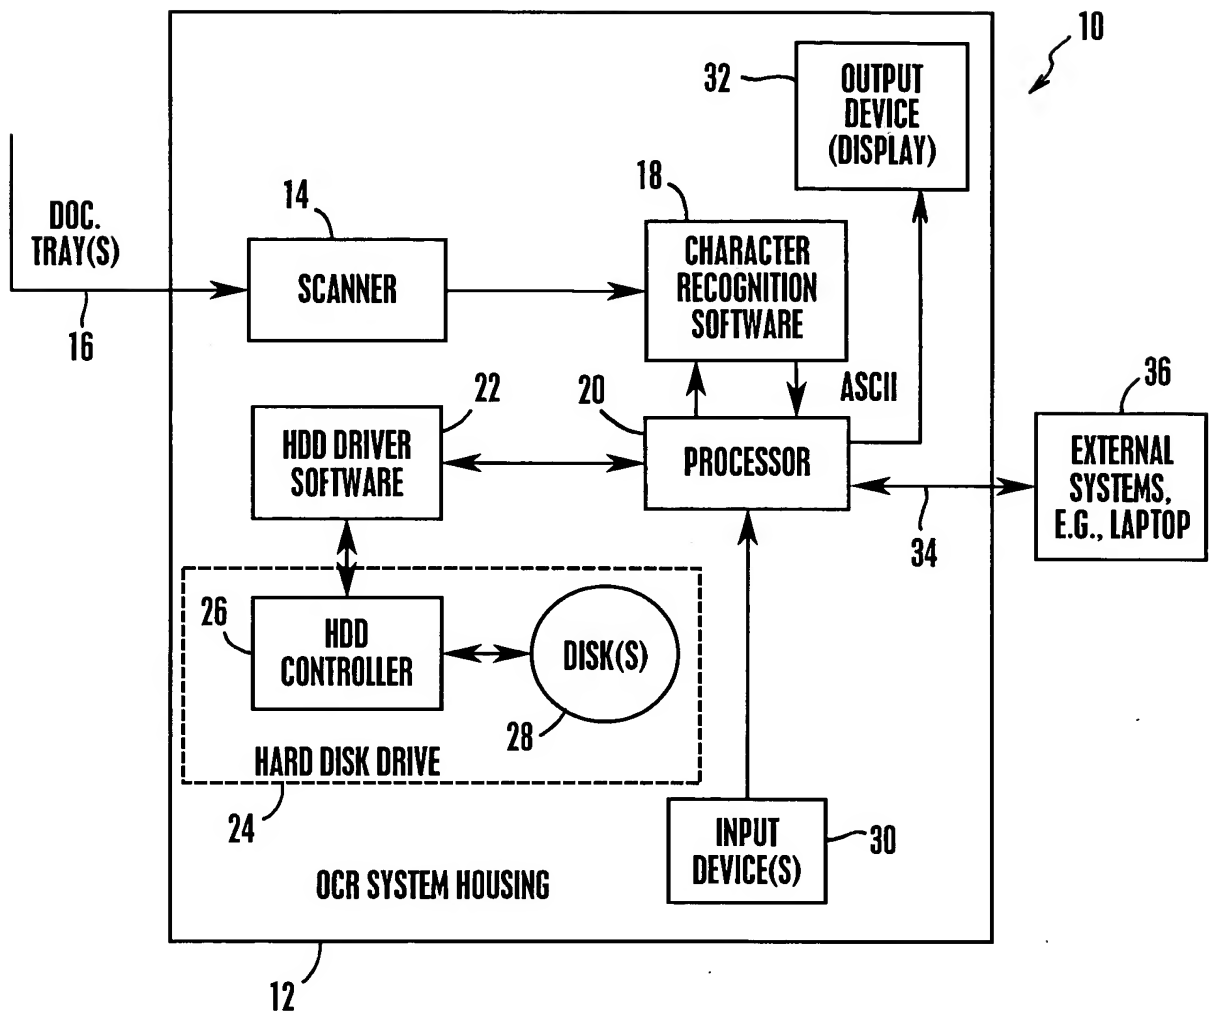 10
32
OUTPUT
DEVICE
(DISPLAY)
18
14
DOC.
TRAY(S)
CHARACTER
RECOGNITION
SOFTWARE
SCANNER
16
ASCII
36
22
20
HDD DRIVER
SOFTWARE
PROCESSOR
EXTERNAL
SYSTEMS,
E.G., LAPTOP
34
26
HDD
CONTROLLER
DISK(S)
28
HARD DISK DRIVE
24
INPUT
DEVICE(S)
30
OCR SYSTEM HOUSING
12